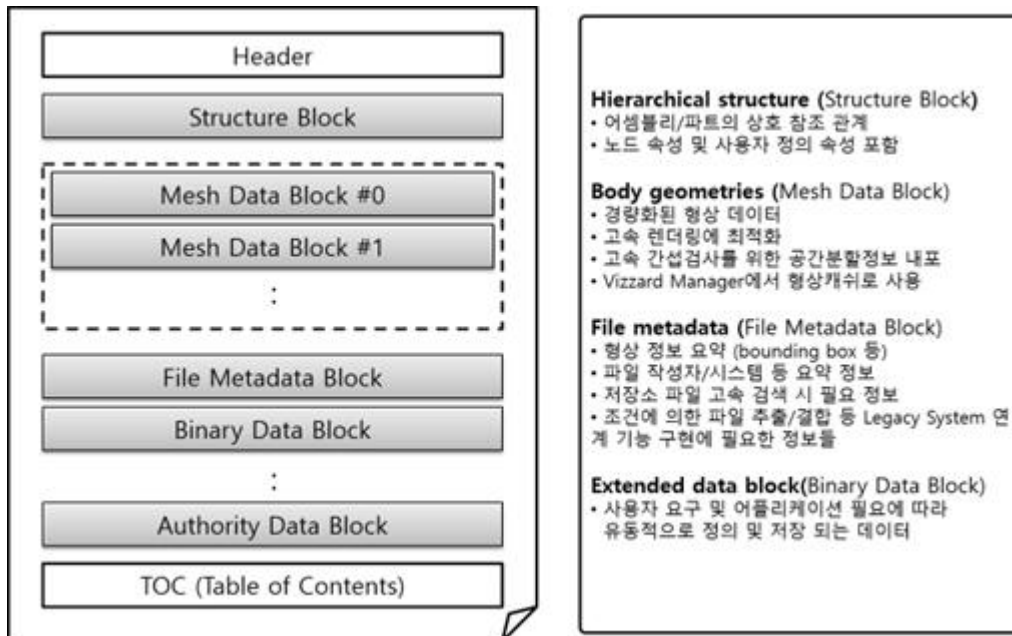 Header
Structure Block
Mesh Data Block #0
Mesh Data Block #1
:
File Metadata Block
Binary Data Block
:
Authority Data Block
TOC (Table of Contents)
Hierarchical structure (Structure Block)
• 어셈블리/파트의 상호 참조 관계
• 노드 속성 및 사용자 정의 속성 포함
Body geometries (Mesh Data Block)
• 경량화된 형상 데이터
• 고속 렌더링에 최적화
• 고속 간섭검사를 위한 공간분할정보 내포
• Vizzard Manager에서 형상캐쉬로 사용
File metadata (File Metadata Block)
• 형상 정보 요약 (bounding box 등)
• 파일 작성자/시스템 등 요약 정보
• 저장소 파일 고속 검색 시 필요 정보
• 조건에 의한 파일 추출/결합 등 Legacy System 연
계 기능 구현에 필요한 정보들
Extended data block(Binary Data Block)
• 사용자 요구 및 어플리케이션 필요에 따라
유동적으로 정의 및 저장 되는 데이터